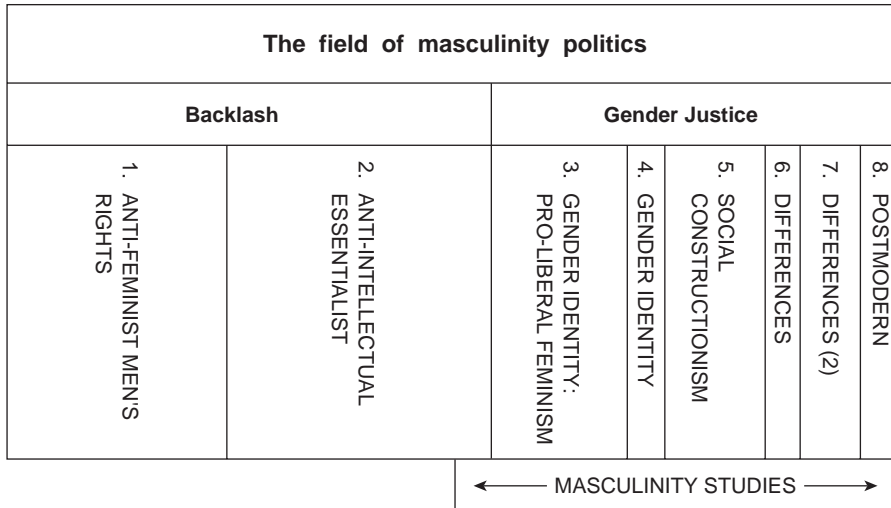 The field of masculinity politics
Backlash
Gender Justice
1. ANTI-FEMINIST MEN'S
RIGHTS
2. ANTI-INTELLECTUAL
ESSENTIALIST
3. GENDER IDENTITY:
PRO-LIBERAL FEMINISM
4. GENDER IDENTITY
5. SOCIAL
CONSTRUCTIONISM
6. DIFFERENCES
7. DIFFERENCES (2)
8. POSTMODERN
MASCULINITY STUDIES